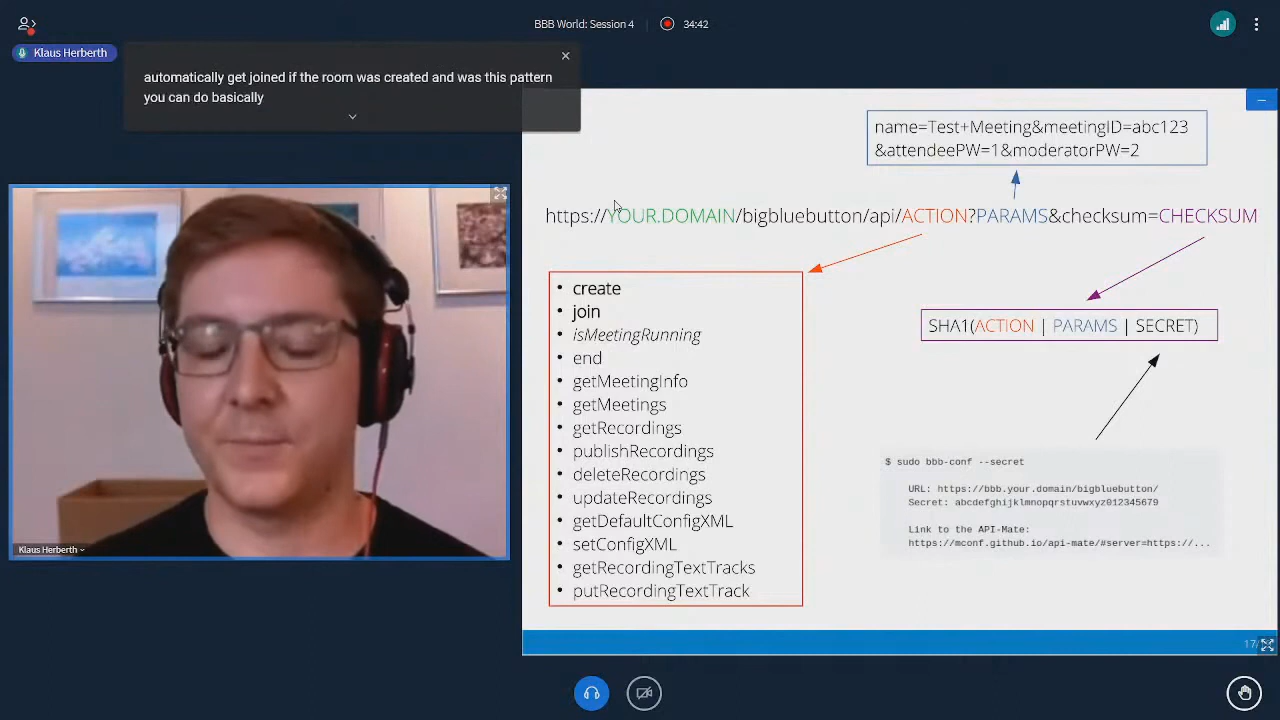 BBB World: Session 4
34:42
Klaus Herberth
automatically get joined if the room was created and was this pattern
you can do basically
name=Test+Meeting&meetingID=abc123
&attendeePW=1&moderatorPW=2
https://YOUR.DOMAIN/bigbluebutton/api/ACTION?PARAMS&checksum=CHECKSUM
• create
• join
• isMeetingRunning
• end
• getMeetingInfo
• getMeetings
• getRecordings
• publishRecordings
• deleteRecordings
• updateRecordings
• getDefaultConfigXML
• setConfigXML
• getRecordingTextTracks
• putRecordingTextTrack
SHA1(ACTION | PARAMS | SECRET)
$ sudo bbb-conf --secret
URL: https://bbb.your.domain/bigbluebutton/
Secret: abcdefghijklmnopqrstuvwxyz012345679
Link to the API-Mate:
https://mconf.github.io/api-mate/#server=https://...
Klaus Herberth
17/